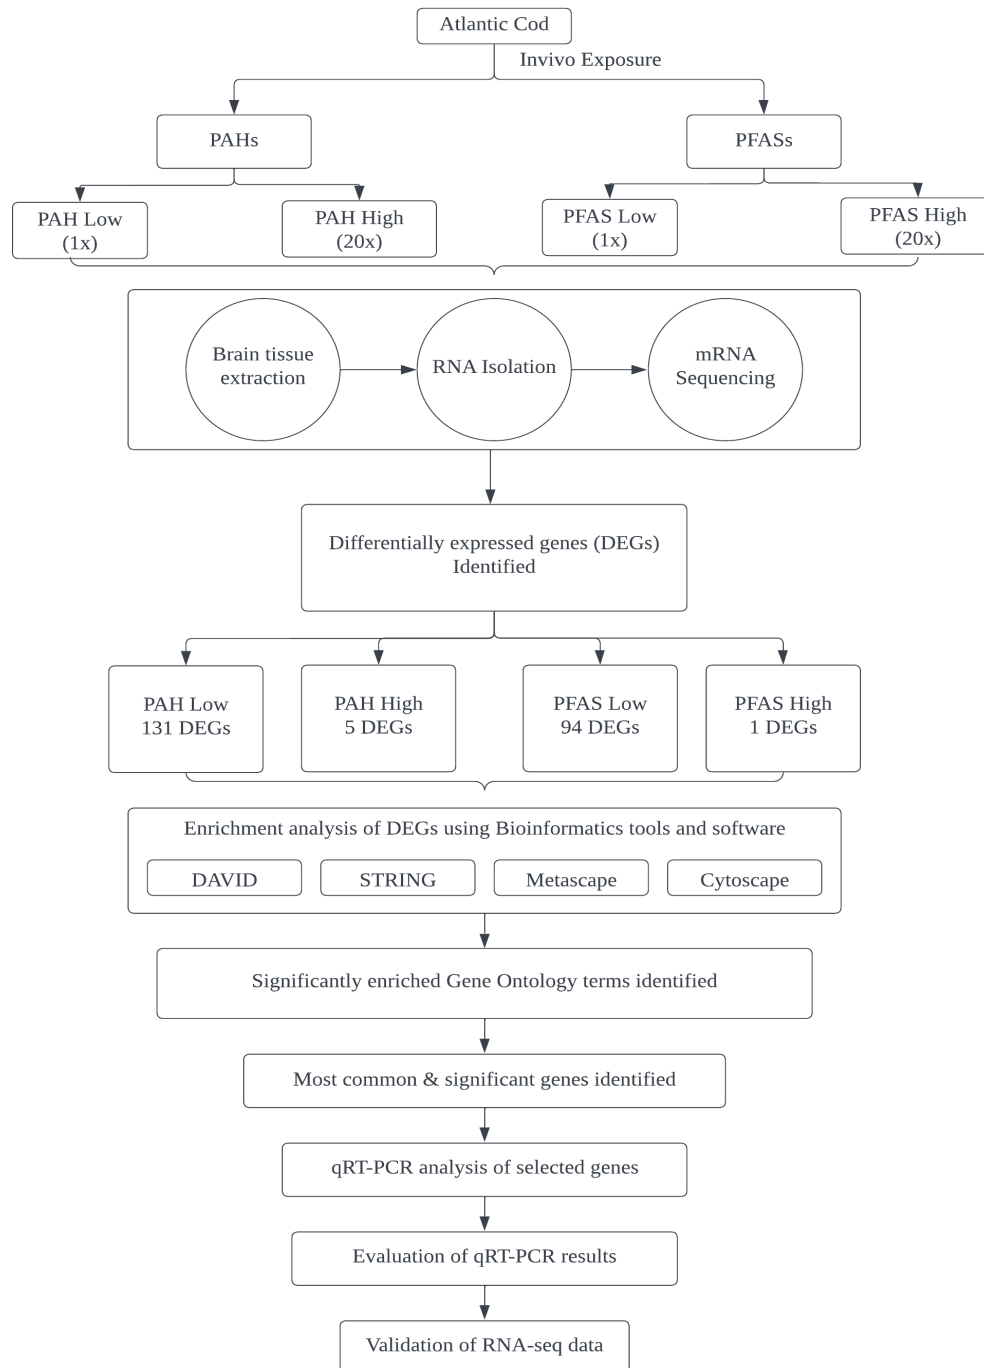 Atlantic Cod
Invivo Exposure
PAHs
PFASs
PAH Low
(1x)
PAH High
(20x)
PFAS Low
(1x)
PFAS High
(20x)
Brain tissue
extraction
RNA Isolation
mRNA
Sequencing
Differentially expressed genes (DEGs)
Identified
PAH Low
131 DEGs
PAH High
5 DEGs
PFAS Low
94 DEGs
PFAS High
1 DEGs
Enrichment analysis of DEGs using Bioinformatics tools and software
DAVID
STRING
Metascape
Cytoscape
Significantly enriched Gene Ontology terms identified
Most common & significant genes identified
qRT-PCR analysis of selected genes
Evaluation of qRT-PCR results
Validation of RNA-seq data